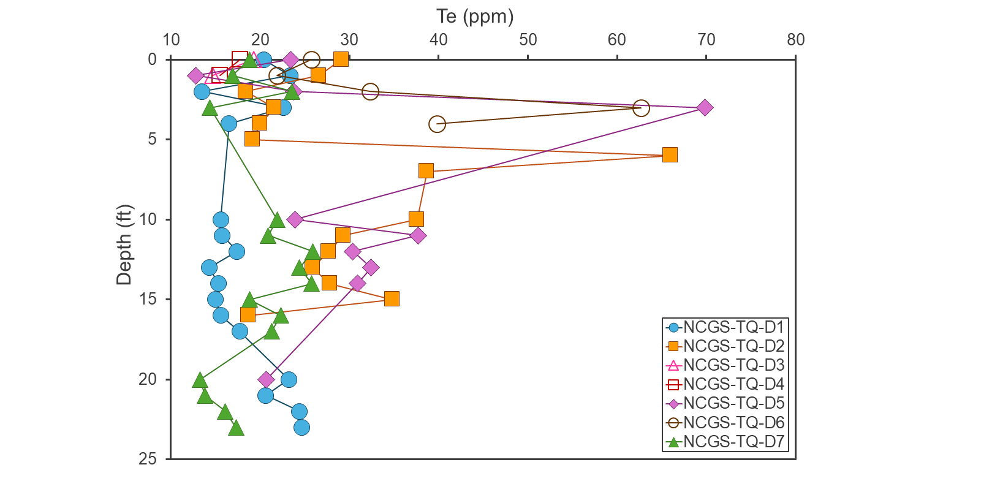 Te (ppm)
10 20 30 40 50 60 70 80
0
5
10
15
20
25
Depth (ft)
NCGS-TQ-D1
NCGS-TQ-D2
NCGS-TQ-D3
NCGS-TQ-D4
NCGS-TQ-D5
NCGS-TQ-D6
NCGS-TQ-D7